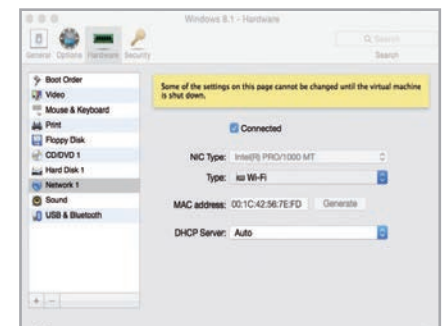 Windows 8.1 - Hardware
General Options Hardware Security
Search
Search
Boot Order
Video
Mouse & Keyboard
Print
Floppy Disk
CD/DVD 1
Hard Disk 1
Network 1
Sound
USB & Bluetooth
Some of the settings on this page cannot be changed until the virtual machine
is shut down.
Connected
NIC Type: Intel(R) PRO/1000 MT
Type: Wi-Fi
MAC address: 00:1C:42:56:7E:FD Generate
DHCP Server: Auto
+ -